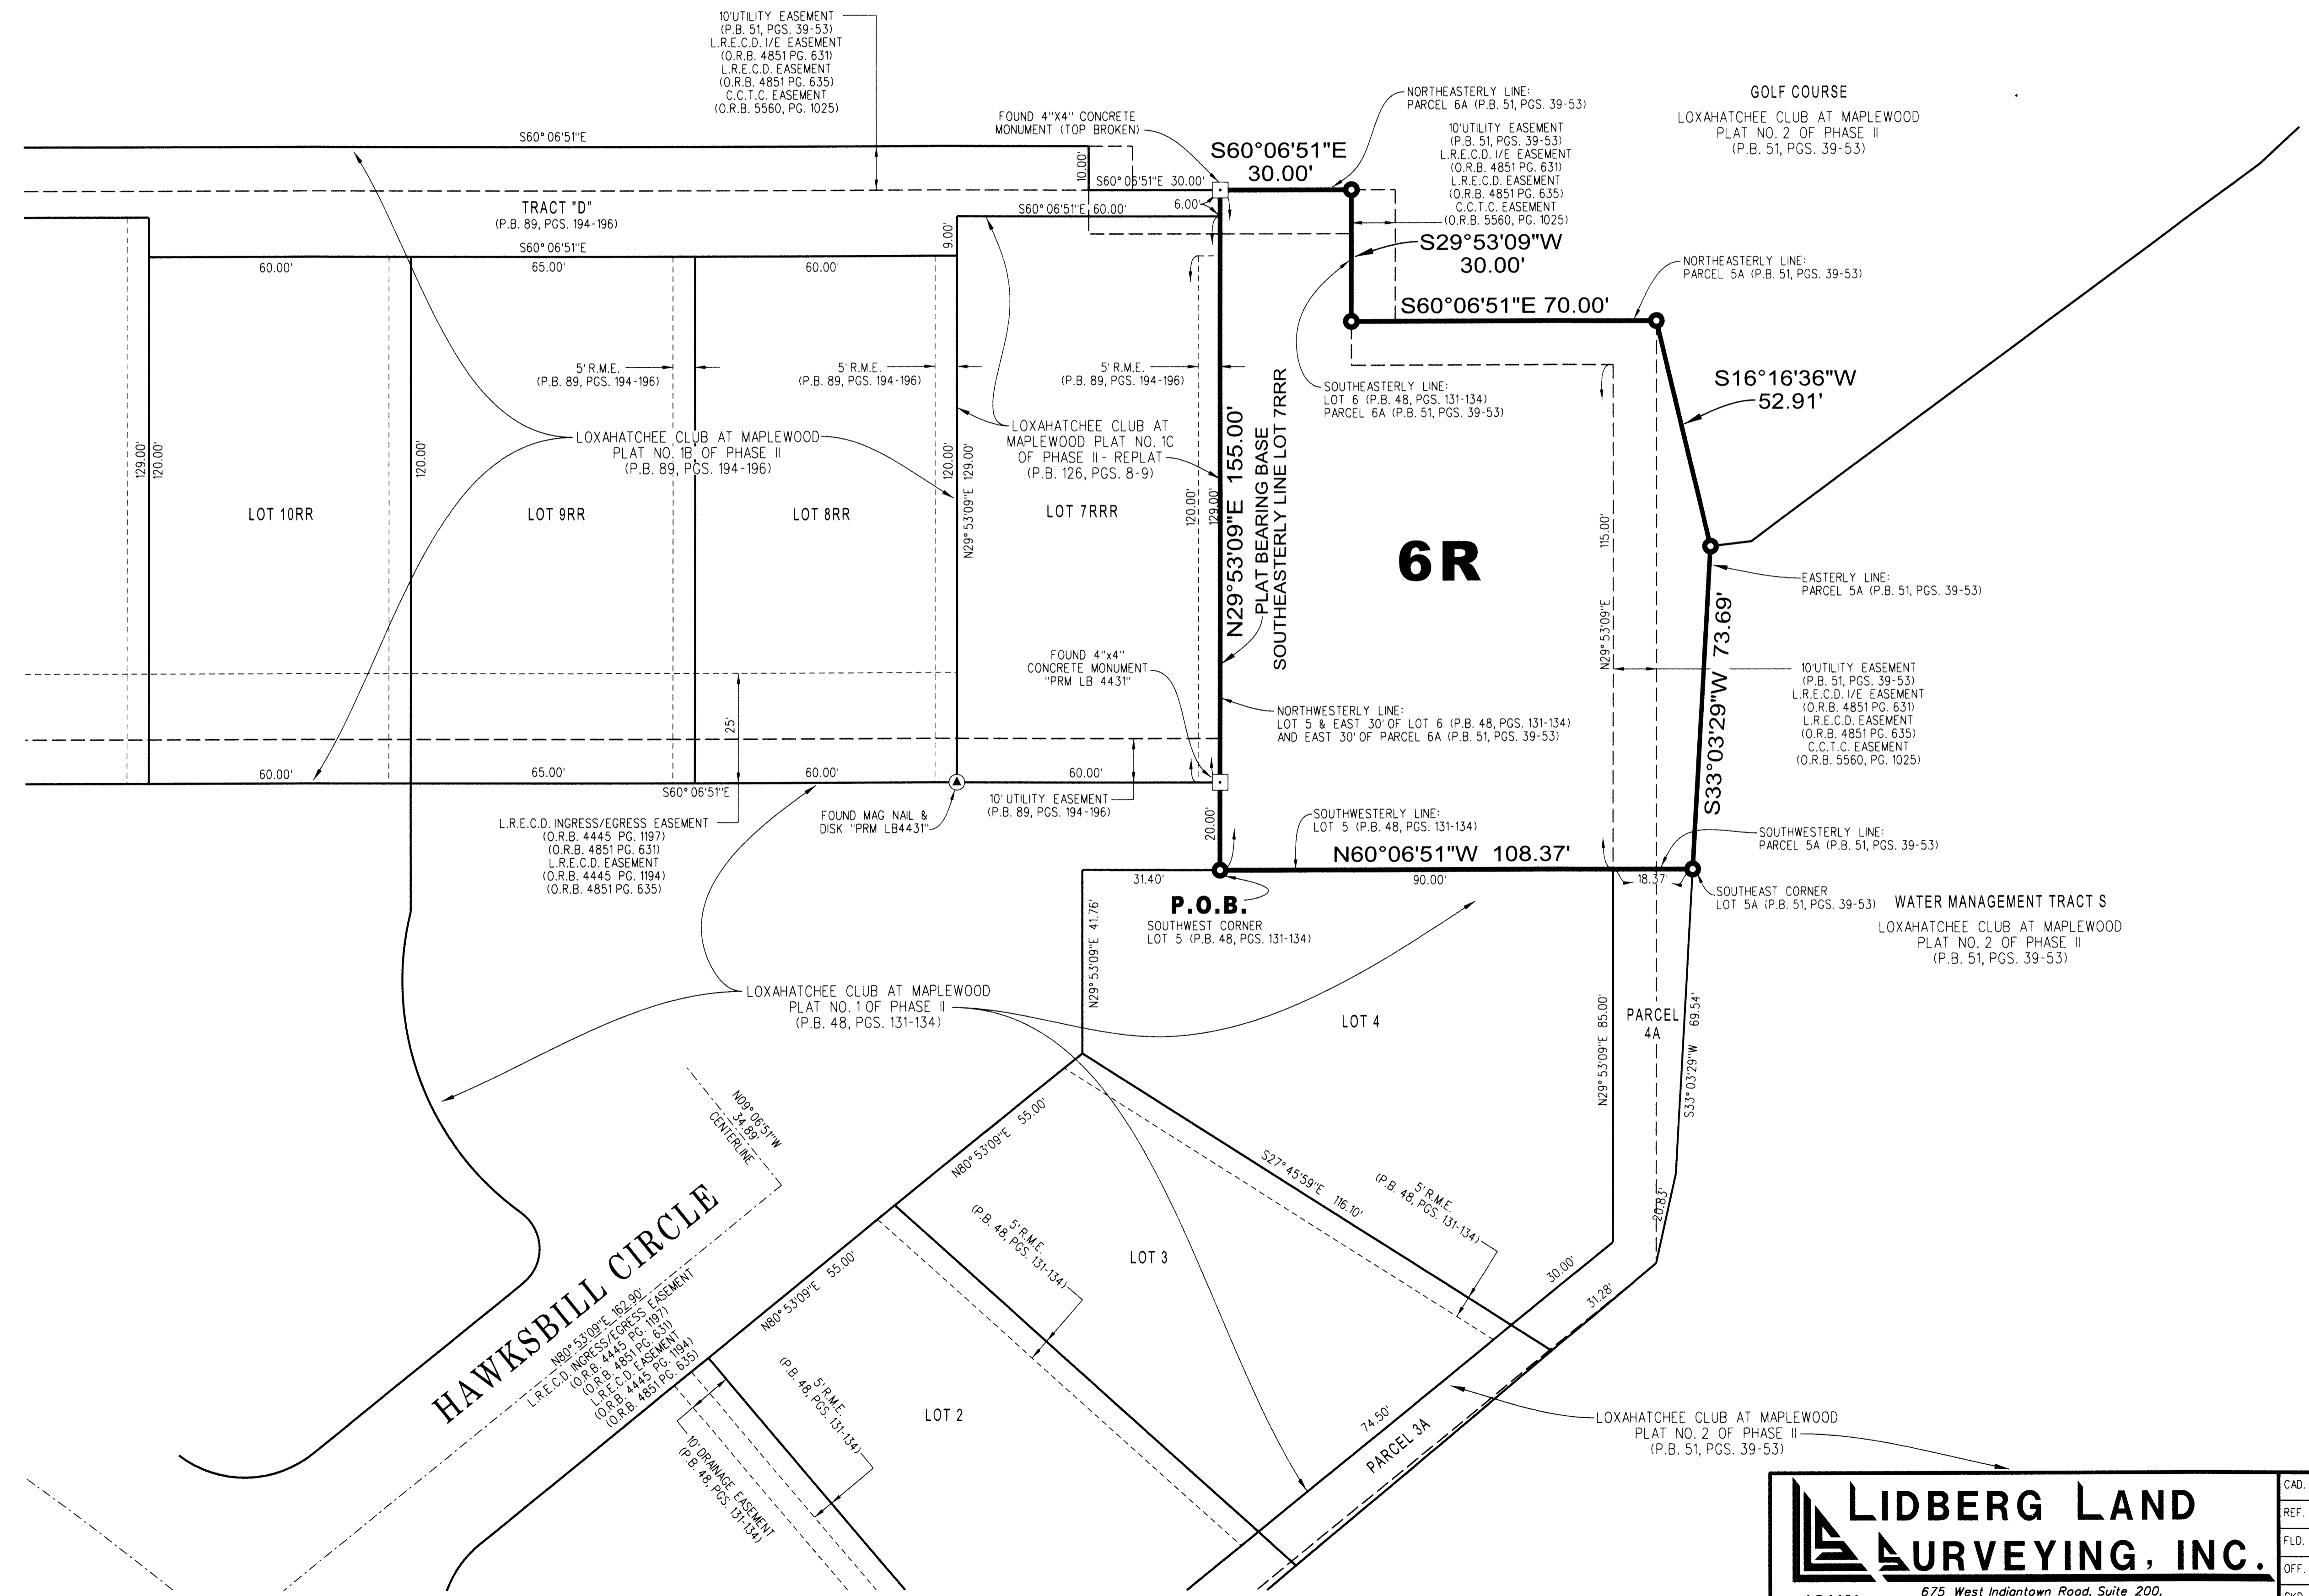 10'UTILITY EASEMENT
(P.B. 51, PGS. 39-53)
L.R.E.C.D. I/E EASEMENT
(O.R.B. 4851 PG. 631)
L.R.E.C.D. EASEMENT
(O.R.B. 4851 PG. 635)
C.C.T.C. EASEMENT
(O.R.B. 5560, PG. 1025)
FOUND 4"X4" CONCRETE
MONUMENT (TOP BROKEN)
NORTHEASTERLY LINE:
PARCEL 6A (P.B. 51, PGS. 39-53)
GOLF COURSE
LOXAHATCHEE CLUB AT MAPLEWOOD
PLAT NO. 2 OF PHASE II
(P.B. 51, PGS. 39-53)
10'UTILITY EASEMENT
(P.B. 51, PGS. 39-53)
L.R.E.C.D. I/E EASEMENT
(O.R.B. 4851 PG. 631)
L.R.E.C.D. EASEMENT
(O.R.B. 4851 PG. 635)
C.C.T.C. EASEMENT
(O.R.B. 5560, PG. 1025)
S60° 06'51"E
S60°06'51"E
30.00'
10.00'
S60° 06'51"E 30.00'
6.00'
S60° 06'51"E 60.00'
TRACT "D"
(P.B. 89, PGS. 194-196)
9.00'
S60° 06'51"E
60.00'
65.00'
60.00'
S29°53'09"W
30.00'
NORTHEASTERLY LINE:
PARCEL 5A (P.B. 51, PGS. 39-53)
S60°06'51"E 70.00'
5' R.M.E.
(P.B. 89, PGS. 194-196)
5' R.M.E.
(P.B. 89, PGS. 194-196)
5' R.M.E.
(P.B. 89, PGS. 194-196)
SOUTHEASTERLY LINE:
LOT 6 (P.B. 48, PGS. 131-134)
PARCEL 6A (P.B. 51, PGS. 39-53)
S16°16'36"W
52.91'
LOXAHATCHEE CLUB AT MAPLEWOOD
PLAT NO. 1B OF PHASE II
(P.B. 89, PGS. 194-196)
LOXAHATCHEE CLUB AT
MAPLEWOOD PLAT NO. 1C
OF PHASE II - REPLAT
(P.B. 126, PGS. 8-9)
129.00'
120.00'
120.00'
120.00'
N29° 53'09"E 129.00'
120.00'
129.00'
N29°53'09"E 155.00'
PLAT BEARING BASE
SOUTHEASTERLY LINE LOT 7RRR
LOT 10RR
LOT 9RR
LOT 8RR
LOT 7RRR
6R
115.00'
N29° 53'09"E
EASTERLY LINE:
PARCEL 5A (P.B. 51, PGS. 39-53)
S33°03'29"W 73.69'
FOUND 4"x4"
CONCRETE MONUMENT
"PRM LB 4431"
NORTHWESTERLY LINE:
LOT 5 & EAST 30' OF LOT 6 (P.B. 48, PGS. 131-134)
AND EAST 30' OF PARCEL 6A (P.B. 51, PGS. 39-53)
10'UTILITY EASEMENT
(P.B. 51, PGS. 39-53)
L.R.E.C.D. I/E EASEMENT
(O.R.B. 4851 PG. 631)
L.R.E.C.D. EASEMENT
(O.R.B. 4851 PG. 635)
C.C.T.C. EASEMENT
(O.R.B. 5560, PG. 1025)
25'
60.00'
65.00'
60.00'
60.00'
S60° 06'51"E
10' UTILITY EASEMENT
(P.B. 89, PGS. 194-196)
FOUND MAG NAIL &
DISK "PRM LB4431"
L.R.E.C.D. INGRESS/EGRESS EASEMENT
(O.R.B. 4445 PG. 1197)
(O.R.B. 4851 PG. 631)
L.R.E.C.D. EASEMENT
(O.R.B. 4445 PG. 1194)
(O.R.B. 4851 PG. 635)
20.00'
SOUTHWESTERLY LINE:
LOT 5 (P.B. 48, PGS. 131-134)
N60°06'51"W 108.37'
SOUTHWESTERLY LINE:
PARCEL 5A (P.B. 51, PGS. 39-53)
31.40'
90.00'
18.37'
SOUTHEAST CORNER
LOT 5A (P.B. 51, PGS. 39-53)
P.O.B.
SOUTHWEST CORNER
LOT 5 (P.B. 48, PGS. 131-134)
WATER MANAGEMENT TRACT S
LOXAHATCHEE CLUB AT MAPLEWOOD
PLAT NO. 2 OF PHASE II
(P.B. 51, PGS. 39-53)
N29° 53'09"E 41.76'
LOXAHATCHEE CLUB AT MAPLEWOOD
PLAT NO. 1 OF PHASE II
(P.B. 48, PGS. 131-134)
LOT 4
N29° 53'09"E 85.00'
PARCEL
4A
S33° 03'29"W 69.54'
N09° 06'51"W
34.89'
CENTERLINE
N80° 53'09"E 55.00'
S27° 45'59"E 116.10'
5' R.M.E.
(P.B. 48, PGS. 131-134)
20.83'
HAWKSBILL CIRCLE
N80° 53'09"E 162.90'
L.R.E.C.D. INGRESS/EGRESS EASEMENT
(O.R.B. 4445 PG. 1197)
(O.R.B. 4851 PG. 631)
L.R.E.C.D. EASEMENT
(O.R.B. 4445 PG. 1194)
(O.R.B. 4851 PG. 635)
N80° 53'09"E 55.00'
5' R.M.E.
(P.B. 48, PGS. 131-134)
LOT 3
30.00'
31.28'
5' R.M.E.
(P.B. 48, PGS. 131-134)
LOT 2
10' DRAINAGE EASEMENT
(P.B. 48, PGS. 131-134)
74.50'
PARCEL 3A
LOXAHATCHEE CLUB AT MAPLEWOOD
PLAT NO. 2 OF PHASE II
(P.B. 51, PGS. 39-53)
LIDBERG LAND
SURVEYING, INC.
675 West Indiantown Road, Suite 200,
CAD.
REF.
FLD.
OFF.